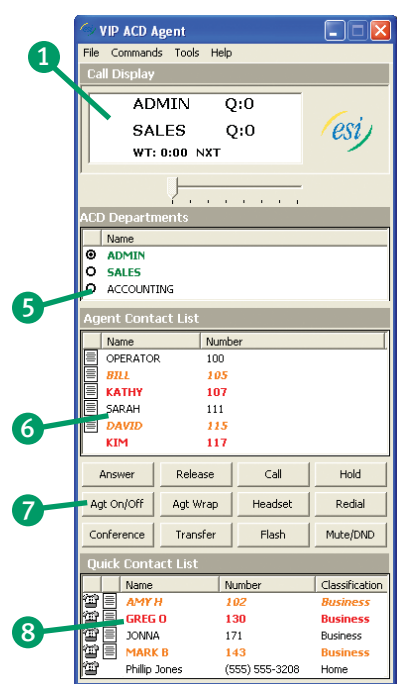 VIP ACD Agent
File Commands Tools Help
1
Call Display
ADMIN Q:0
SALES Q:0
WT: 0:00 NXT
esi
ACD Departments
Name
ADMIN
SALES
5 ACCOUNTING
Agent Contact List
Name Number
OPERATOR 100
BILL 105
KATHY 107
6 SARAH 111
DAVID 115
KIM 117
Answer Release Call Hold
7 Agt On/Off Agt Wrap Headset Redial
Conference Transfer Flash Mute/DND
Quick Contact List
Name Number Classification
AMY H 102 Business
8 GREG O 130 Business
JONNA 171 Business
MARK B 143 Business
Phillip Jones (555) 555-3208 Home